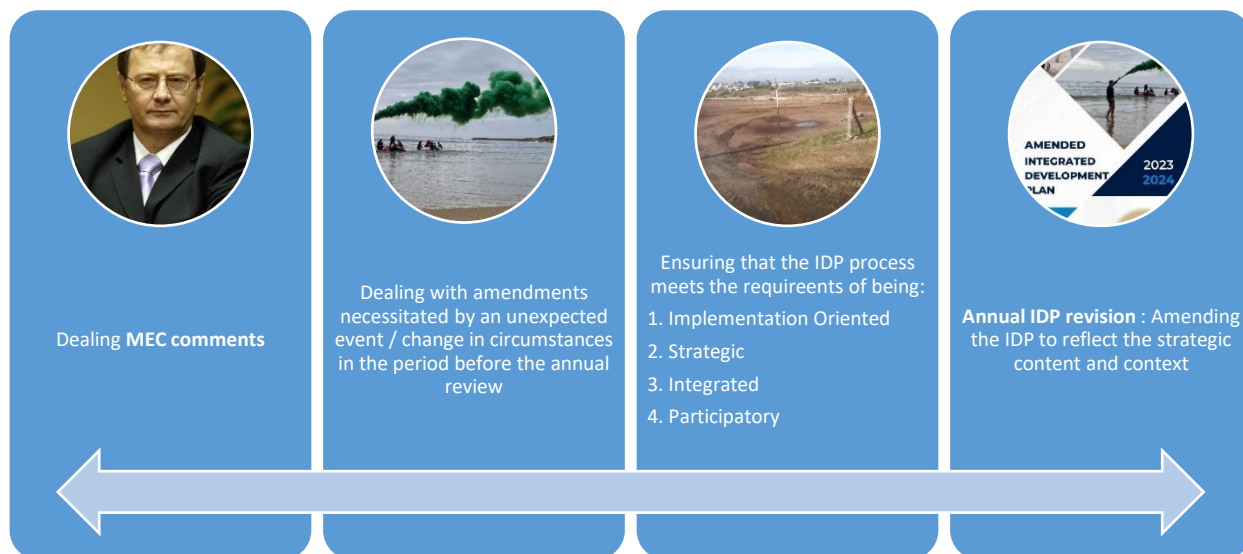 Dealing MEC comments
Dealing with amendments
necessitated by an unexpected
event / change in circumstances
in the period before the annual
review
Ensuring that the IDP process
meets the requireents of being:
1. Implementation Oriented
2. Strategic
3. Integrated
4. Participatory
AMENDED
INTEGRATED
DEVELOPMENT
PLAN
2023
2024
Annual IDP revision : Amending
the IDP to reflect the strategic
content and context